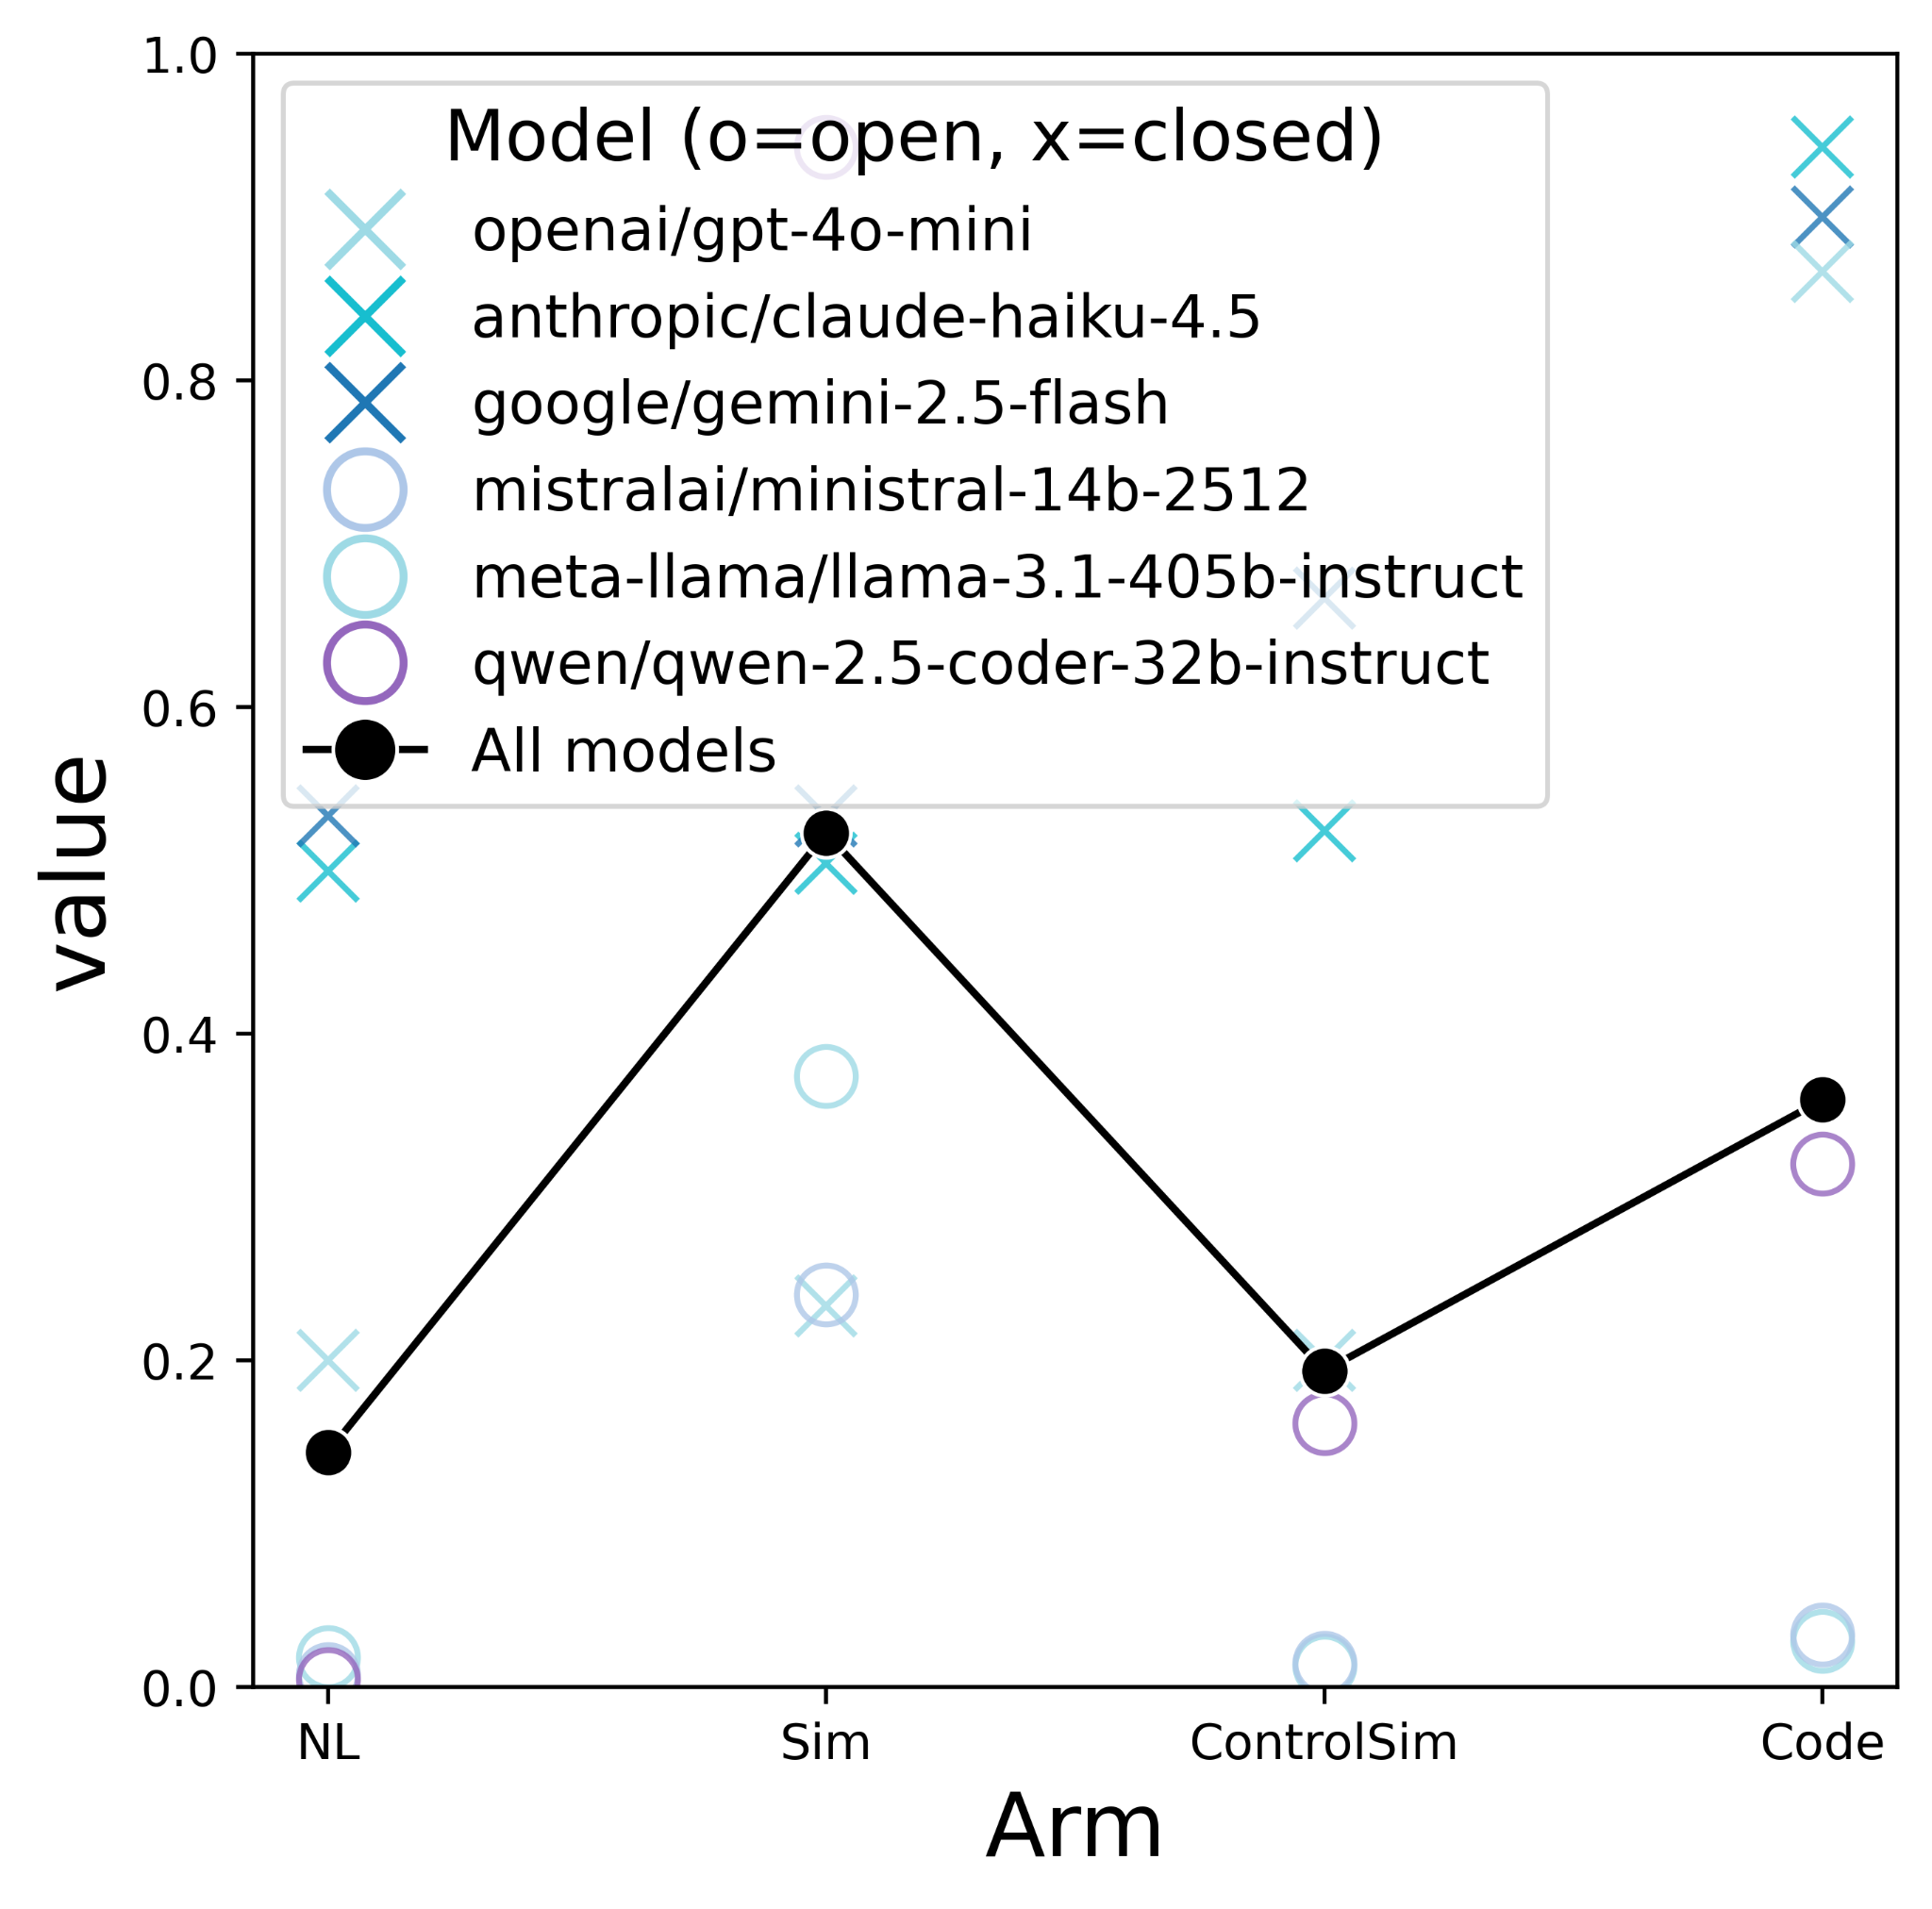 1.0
0.8
0.6
0.4
0.2
0.0
value
Model (o=open, x=closed)
openai/gpt-4o-mini
anthropic/claude-haiku-4.5
google/gemini-2.5-flash
mistralai/ministral-14b-2512
meta-llama/llama-3.1-405b-instruct
qwen/qwen-2.5-coder-32b-instruct
All models
NL Sim ControlSim Code
Arm